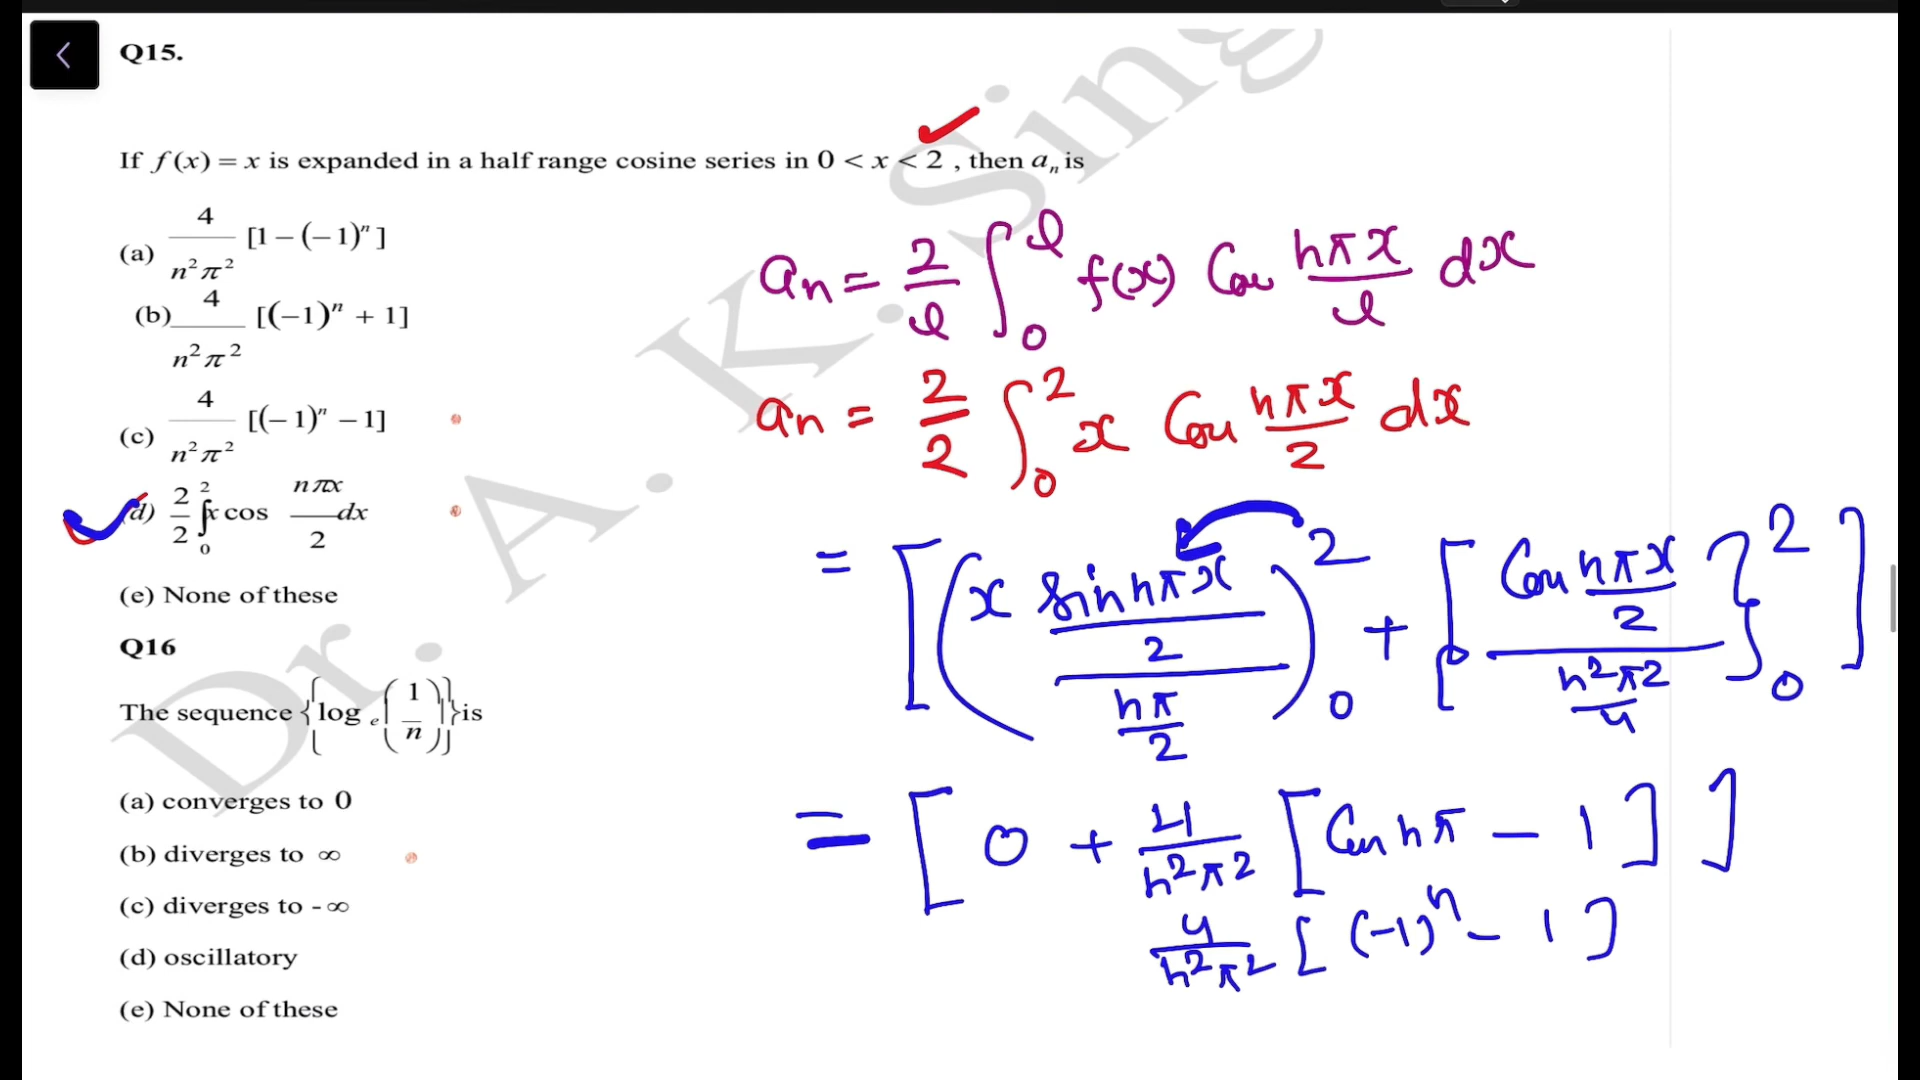 Q15.
If f(x) = x is expanded in a half range cosine series in 0 < x < 2 , then aₙ is
(a) 4/(n²π²) [1 – (–1)ⁿ]
(b) 4/(n²π²) [(–1)ⁿ + 1]
(c) 4/(n²π²) [(–1)ⁿ – 1]
(d) 2/2 ∫₀² x cos nπx/2 dx
(e) None of these
Q16
The sequence {logₑ(1/n)} is
(a) converges to 0
(b) diverges to ∞
(c) diverges to - ∞
(d) oscillatory
(e) None of these
aₙ = 2/l ∫₀ˡ f(x) Cos nπx/l dx
aₙ = 2/2 ∫₀² x Cos nπx/2 dx
= [ (x sin nπx/2 / (nπ/2))₀² + { Cos nπx/2 / (n²π²/4) }₀² ]
= [ 0 + 4/(n²π²) [ Cos nπ – 1 ] ]
4/(n²π²) [ (-1)ⁿ – 1 ]
Dr. A. K. Sing